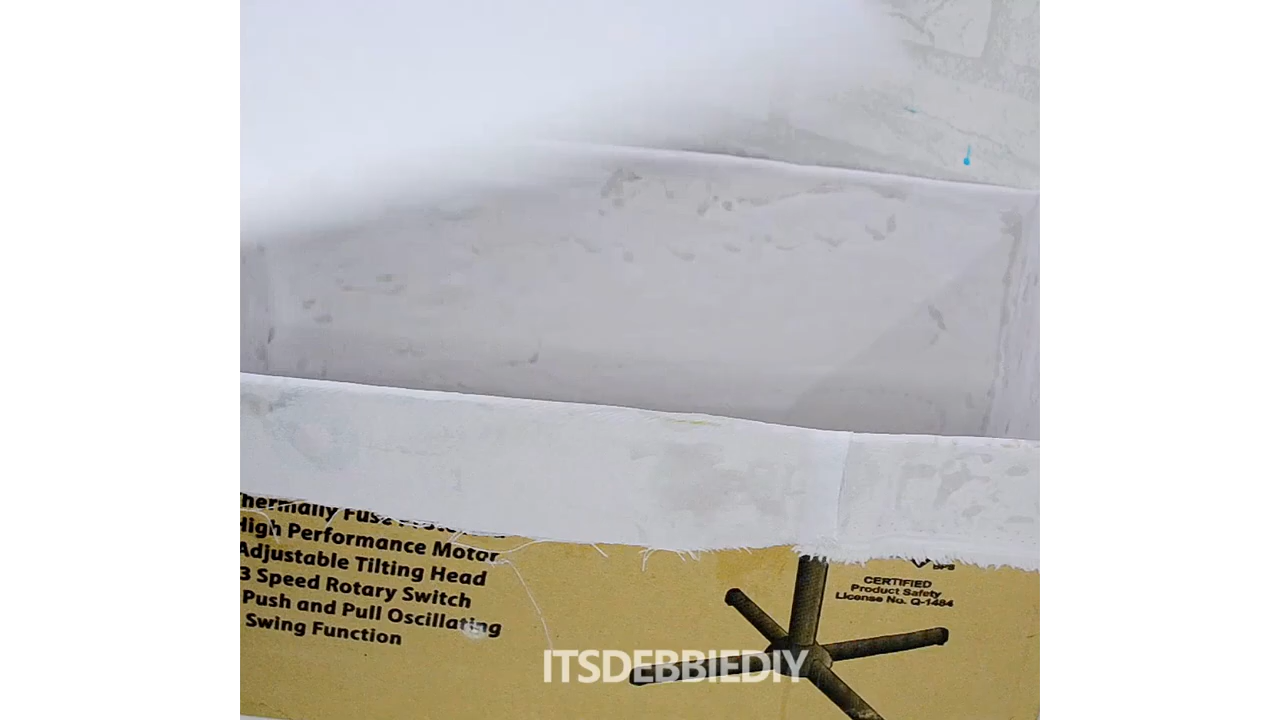 High Performance Motor
Adjustable Tilting Head
3 Speed Rotary Switch
Push and Pull Oscillating
Swing Function
CERTIFIED
Product Safety
License No. Q-1484
ITSDEBBIEDIY